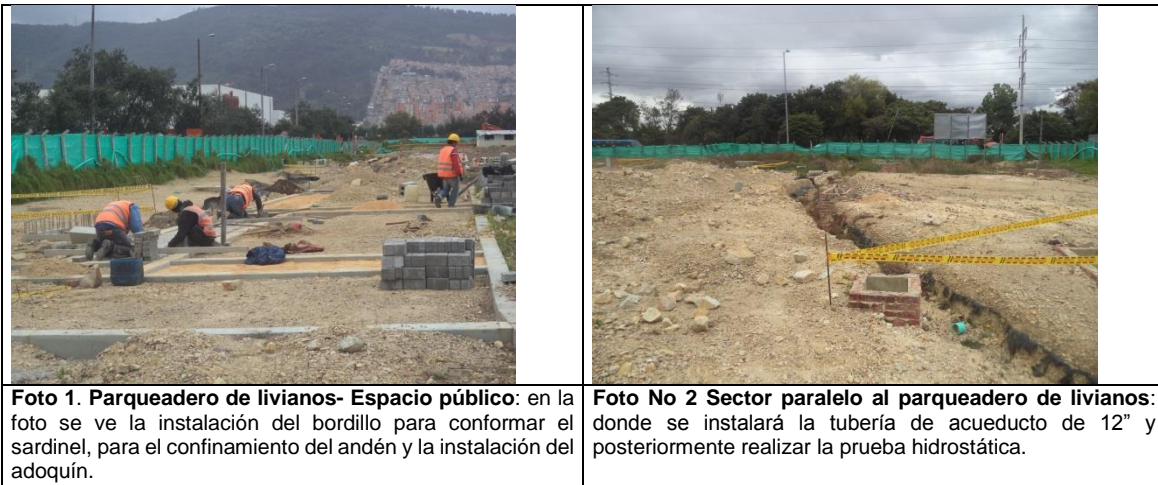 Foto 1. Parqueadero de livianos- Espacio público: en la
foto se ve la instalación del bordillo para conformar el
sardinel, para el confinamiento del andén y la instalación del
adoquín.
Foto No 2 Sector paralelo al parqueadero de livianos:
donde se instalará la tubería de acueducto de 12” y
posteriormente realizar la prueba hidrostática.